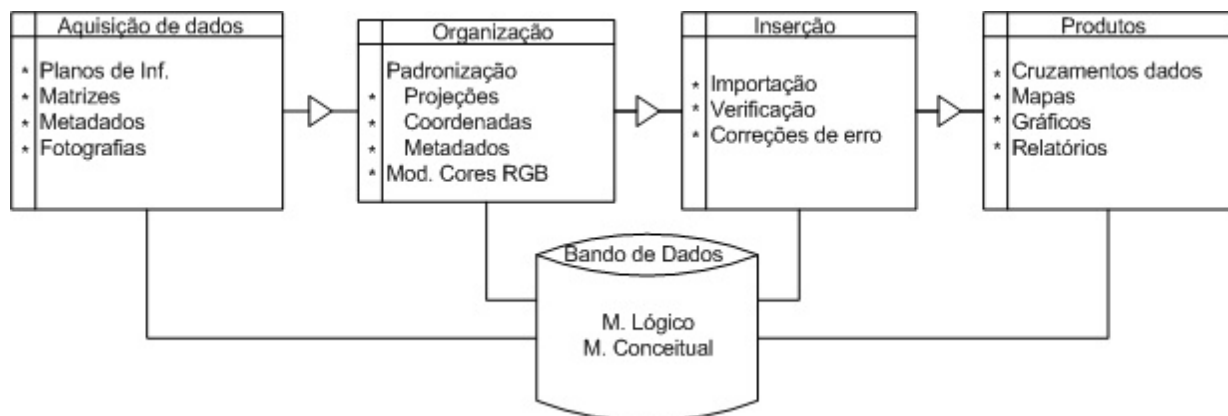 Aquisição de dados
* Planos de Inf.
* Matrizes
* Metadados
* Fotografias
Organização
Padronização
* Projeções
* Coordenadas
* Metadados
* Mod. Cores RGB
Inserção
* Importação
* Verificação
* Correções de erro
Produtos
* Cruzamentos dados
* Mapas
* Gráficos
* Relatórios
Bando de Dados
M. Lógico
M. Conceitual